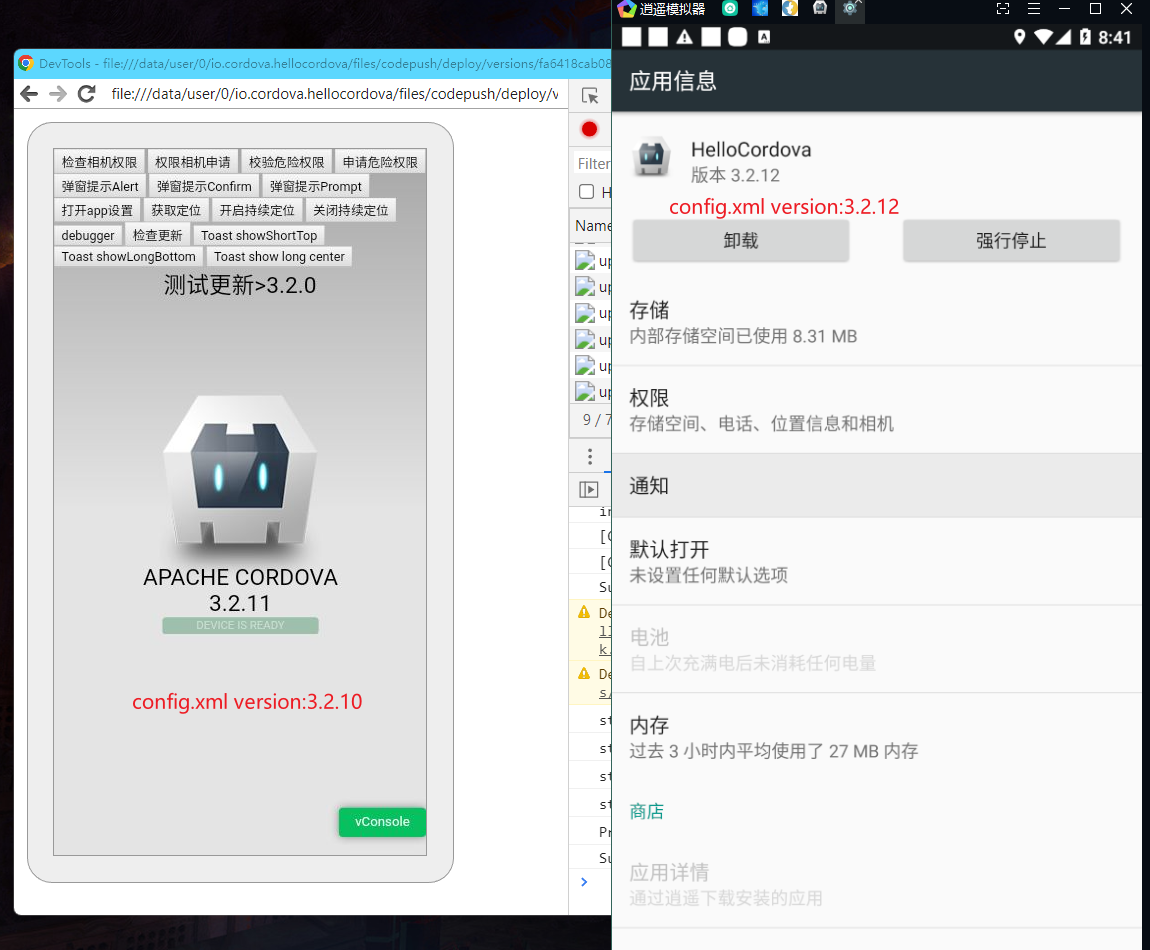 逍遥模拟器
8:41
DevTools - file:///data/user/0/io.cordova.hellocordova/files/codepush/deploy/versions/fa6418cab08
file:///data/user/0/io.cordova.hellocordova/files/codepush/deploy/v
检查相机权限 权限相机申请 校验危险权限 申请危险权限
弹窗提示Alert 弹窗提示Confirm 弹窗提示Prompt
打开app设置 获取定位 开启持续定位 关闭持续定位
debugger 检查更新 Toast showShortTop
Toast showLongBottom Toast show long center
测试更新>3.2.0
APACHE CORDOVA
3.2.11
DEVICE IS READY
config.xml version:3.2.10
vConsole
Filter
H
Name
up
up
up
up
up
up
9 / 7
in
[C
[C
Su
De
ll
k.
De
s/
st
st
st
st
Pr
Su
应用信息
HelloCordova
版本 3.2.12
config.xml version:3.2.12
卸载 强行停止
存储
内部存储空间已使用 8.31 MB
权限
存储空间、电话、位置信息和相机
通知
默认打开
未设置任何默认选项
电池
自上次充满电后未消耗任何电量
内存
过去 3 小时内平均使用了 27 MB 内存
商店
应用详情
通过逍遥下载安装的应用